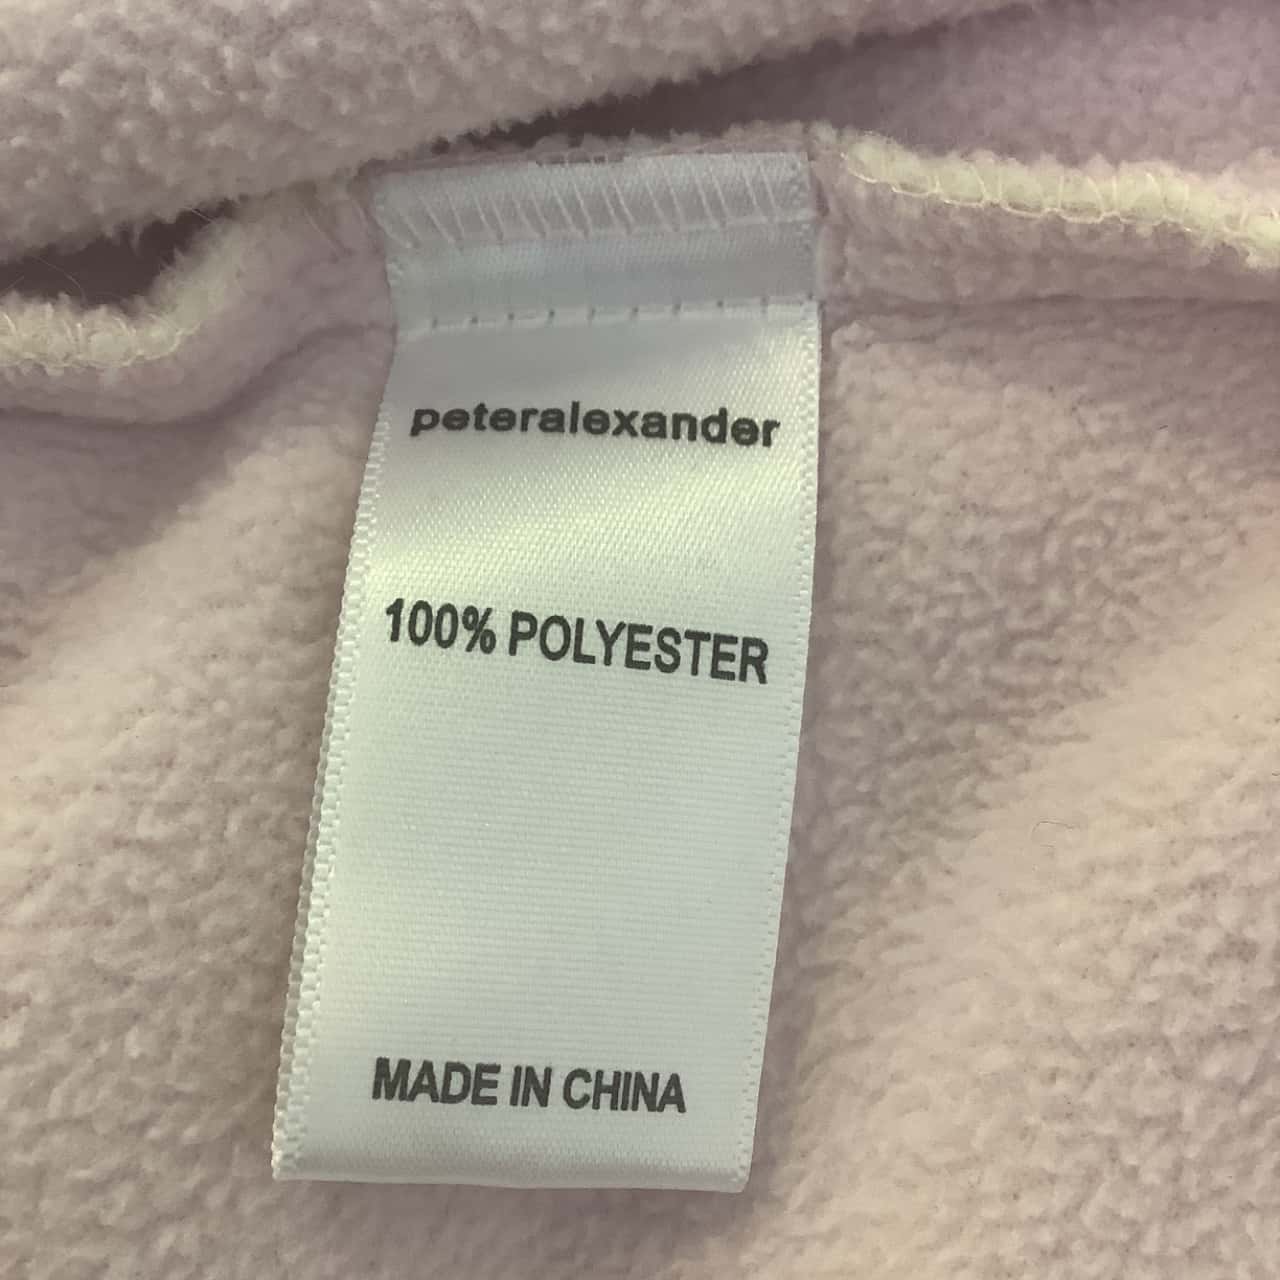 peteralexander
100% POLYESTER
MADE IN CHINA